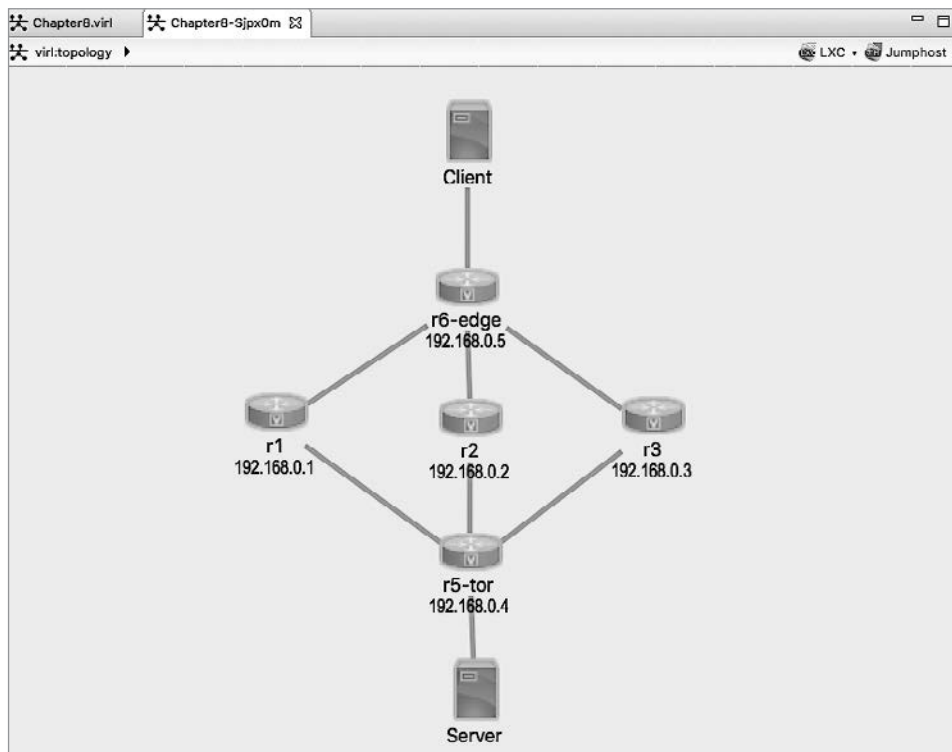 Chapter8.virl
Chapter8-Sjpx0m
virl:topology
LXC
Jumphost
Client
r6-edge
192.168.0.5
r1
192.168.0.1
r2
192.168.0.2
r3
192.168.0.3
r5-tor
192.168.0.4
Server